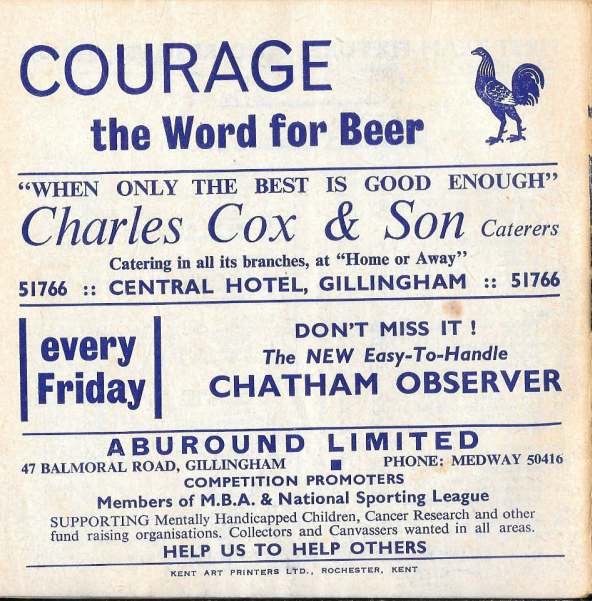 COURAGE
the Word for Beer
"WHEN ONLY THE BEST IS GOOD ENOUGH"
Charles Cox & Son Caterers
Catering in all its branches, at "Home or Away"
51766 :: CENTRAL HOTEL, GILLINGHAM :: 51766
every
Friday
DON'T MISS IT !
The NEW Easy-To-Handle
CHATHAM OBSERVER
ABUROUND LIMITED
47 BALMORAL ROAD, GILLINGHAM ■ PHONE: MEDWAY 50416
COMPETITION PROMOTERS
Members of M.B.A. & National Sporting League
SUPPORTING Mentally Handicapped Children, Cancer Research and other
fund raising organisations. Collectors and Canvassers wanted in all areas.
HELP US TO HELP OTHERS
KENT ART PRINTERS LTD., ROCHESTER, KENT